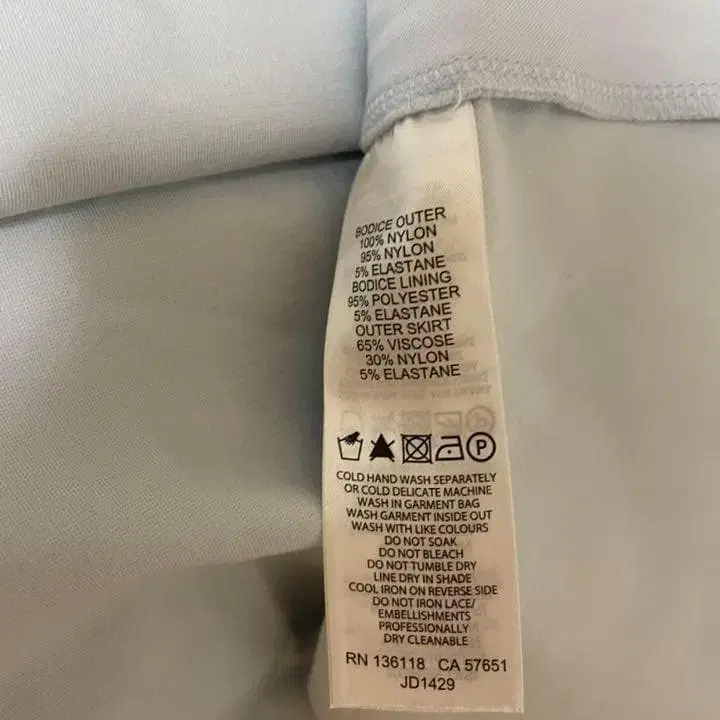 BODICE OUTER
100% NYLON
95% NYLON
5% ELASTANE
BODICE LINING
95% POLYESTER
5% ELASTANE
OUTER SKIRT
65% VISCOSE
30% NYLON
5% ELASTANE
P
COLD HAND WASH SEPARATELY
OR COLD DELICATE MACHINE
WASH IN GARMENT BAG
WASH GARMENT INSIDE OUT
WASH WITH LIKE COLOURS
DO NOT SOAK
DO NOT BLEACH
DO NOT TUMBLE DRY
LINE DRY IN SHADE
COOL IRON ON REVERSE SIDE
DO NOT IRON LACE/
EMBELLISHMENTS
PROFESSIONALLY
DRY CLEANABLE
RN 136118 CA 57651
JD1429